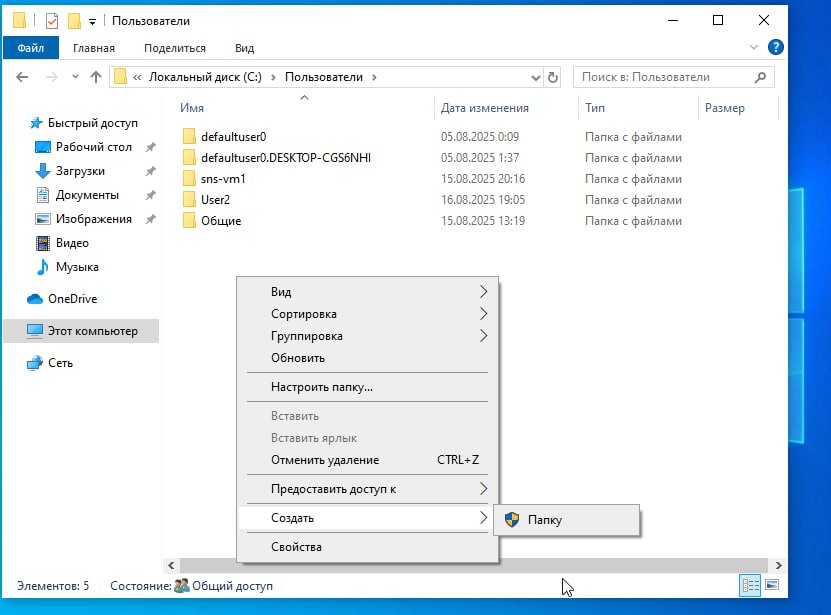 Пользователи
Файл Главная Поделиться Вид
« Локальный диск (C:) > Пользователи >
Поиск в: Пользователи
Имя Дата изменения Тип Размер
Быстрый доступ
Рабочий стол
Загрузки
Документы
Изображения
Видео
Музыка
OneDrive
Этот компьютер
Сеть
defaultuser0 05.08.2025 0:09 Папка с файлами
defaultuser0.DESKTOP-CGS6NHI 05.08.2025 1:37 Папка с файлами
sns-vm1 15.08.2025 20:16 Папка с файлами
User2 16.08.2025 19:05 Папка с файлами
Общие 15.08.2025 13:19 Папка с файлами
Вид
Сортировка
Группировка
Обновить
Настроить папку...
Вставить
Вставить ярлык
Отменить удаление CTRL+Z
Предоставить доступ к
Создать
Папку
Свойства
Элементов: 5 Состояние: Общий доступ